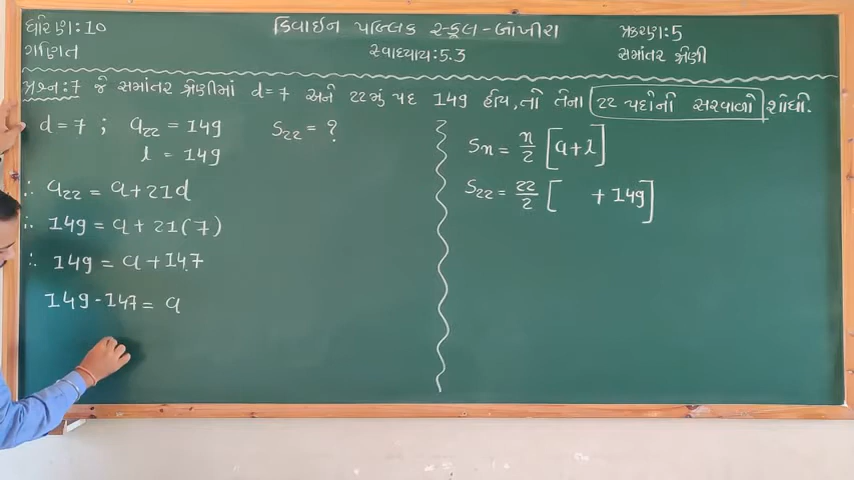 ધોરણ:10
ગણિત
ડિવાઇન પબ્લિક સ્કૂલ-જાંખીરા
સ્વાધ્યાય:5.3
પ્રકરણ:5
સમાંતર શ્રેણી
પ્રશ્ન:7 જે સમાંતર શ્રેણીમાં d=7 અને 22મું પદ 149 હોય, તો તેના 22 પદોનો સરવાળો શોધો.
d=7 ; a₂₂ = 149 S₂₂ = ?
l = 149
∴ a₂₂ = a+21d
∴ 149 = a+21(7)
∴ 149 = a+147
149-147 = a
Sn = n/2 [a+l]
S₂₂ = 22/2 [ +149]